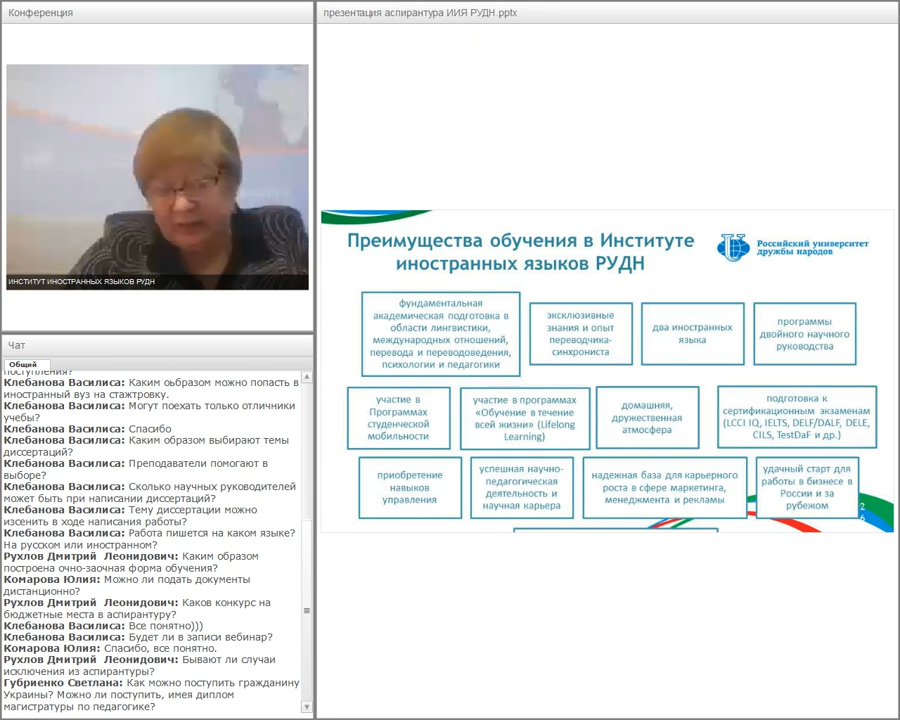 Конференция
ИНСТИТУТ ИНОСТРАННЫХ ЯЗЫКОВ РУДН
Чат
Общий
поступления?
Клебанова Василиса: Каким оьбразом можно попасть в
иностранный вуз на стажтровку.
Клебанова Василиса: Могут поехать только отличники
учебы?
Клебанова Василиса: Спасибо
Клебанова Василиса: Каким образом выбирают темы
диссертаций?
Клебанова Василиса: Преподаватели помогают в
выборе?
Клебанова Василиса: Сколько научных руководителей
может быть при написании диссертаций?
Клебанова Василиса: Тему диссертации можно
изсенить в ходе написания работы?
Клебанова Василиса: Работа пишется на каком языке?
На русском или иностранном?
Рухлов Дмитрий Леонидович: Каким образом
построена очно-заочная форма обучения?
Комарова Юлия: Можно ли подать документы
дистанционно?
Рухлов Дмитрий Леонидович: Каков конкурс на
бюджетные места в аспирантуру?
Клебанова Василиса: Все понятно)))
Клебанова Василиса: Будет ли в записи вебинар?
Комарова Юлия: Спасибо, все понятно.
Рухлов Дмитрий Леонидович: Бывают ли случаи
исключения из аспирантуры?
Губриенко Светлана: Как можно поступить гражданину
Украины? Можно ли поступить, имея диплом
магистратуры по педагогике?
презентация аспирантура ИИЯ РУДН.pptx
Преимущества обучения в Институте
иностранных языков РУДН
Российский университет
дружбы народов
фундаментальная
академическая подготовка в
области лингвистики,
международных отношений,
перевода и переводоведения,
психологии и педагогики
эксклюзивные
знания и опыт
переводчика-
синхрониста
два иностранных
языка
программы
двойного научного
руководства
участие в
Программах
студенческой
мобильности
участие в программах
«Обучение в течение
всей жизни» (Lifelong
Learning)
домашняя,
дружественная
атмосфера
подготовка к
сертификационным экзаменам
(LCCI IQ, IELTS, DELF/DALF, DELE,
CILS, TestDaF и др.)
приобретение
навыков
управления
успешная научно-
педагогическая
деятельность и
научная карьера
надежная база для карьерного
роста в сфере маркетинга,
менеджмента и рекламы
удачный старт для
работы в бизнесе в
России и за
рубежом
2
6